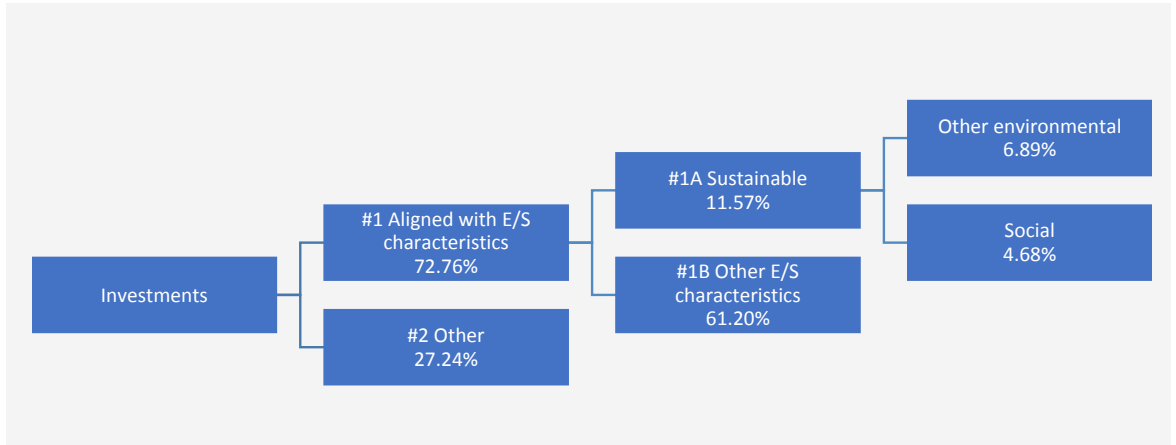 Investments
#1 Aligned with E/S
characteristics
72.76%
#2 Other
27.24%
#1A Sustainable
11.57%
#1B Other E/S
characteristics
61.20%
Other environmental
6.89%
Social
4.68%